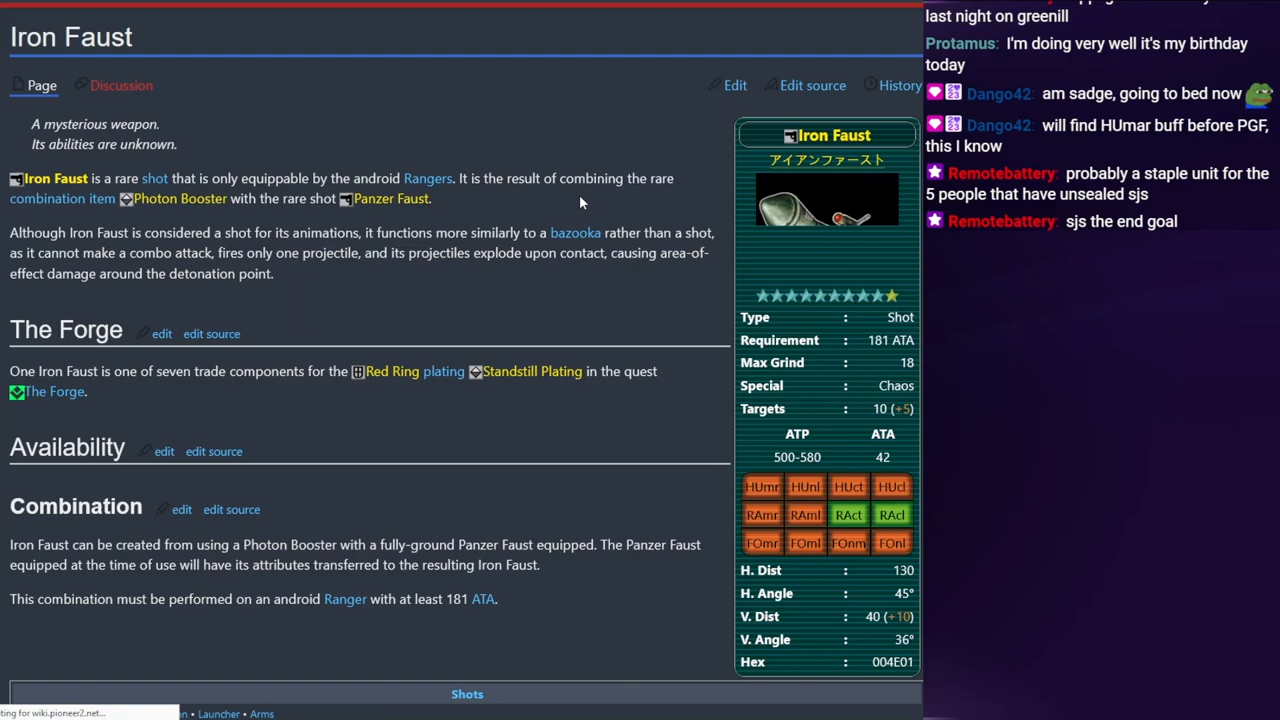 Iron Faust
Page
Discussion
Edit
Edit source
History
A mysterious weapon.
Its abilities are unknown.
Iron Faust is a rare shot that is only equippable by the android Rangers. It is the result of combining the rare
combination item Photon Booster with the rare shot Panzer Faust.
Although Iron Faust is considered a shot for its animations, it functions more similarly to a bazooka rather than a shot,
as it cannot make a combo attack, fires only one projectile, and its projectiles explode upon contact, causing area-of-
effect damage around the detonation point.
The Forge
edit edit source
One Iron Faust is one of seven trade components for the Red Ring plating Standstill Plating in the quest
The Forge.
Availability
edit edit source
Combination
edit edit source
Iron Faust can be created from using a Photon Booster with a fully-ground Panzer Faust equipped. The Panzer Faust
equipped at the time of use will have its attributes transferred to the resulting Iron Faust.
This combination must be performed on an android Ranger with at least 181 ATA.
Iron Faust
アイアンファースト
Type : Shot
Requirement : 181 ATA
Max Grind : 18
Special : Chaos
Targets : 10 (+5)
ATP ATA
500-580 42
HUmr HUnl HUct HUcl
RAmr RAml RAct RAcl
FOmr FOml FOnm FOnl
H. Dist : 130
H. Angle : 45°
V. Dist : 40 (+10)
V. Angle : 36°
Hex : 004E01
Shots
• Launcher • Arms
ting for wiki.pioneer2.net...
last night on greenill
Protamus: I'm doing very well it's my birthday
today
Dango42: am sadge, going to bed now
Dango42: will find HUmar buff before PGF,
this I know
Remotebattery: probably a staple unit for the
5 people that have unsealed sjs
Remotebattery: sjs the end goal